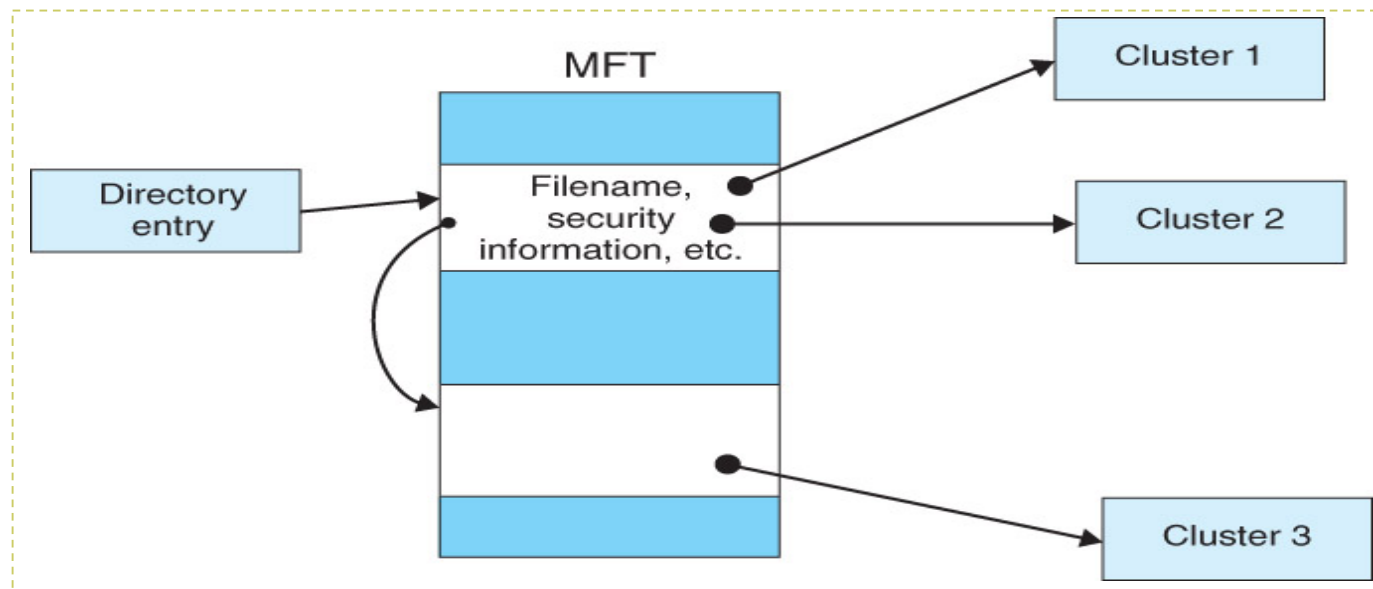 MFT
Cluster 1
Directory
entry
Filename,
security
information, etc.
Cluster 2
Cluster 3